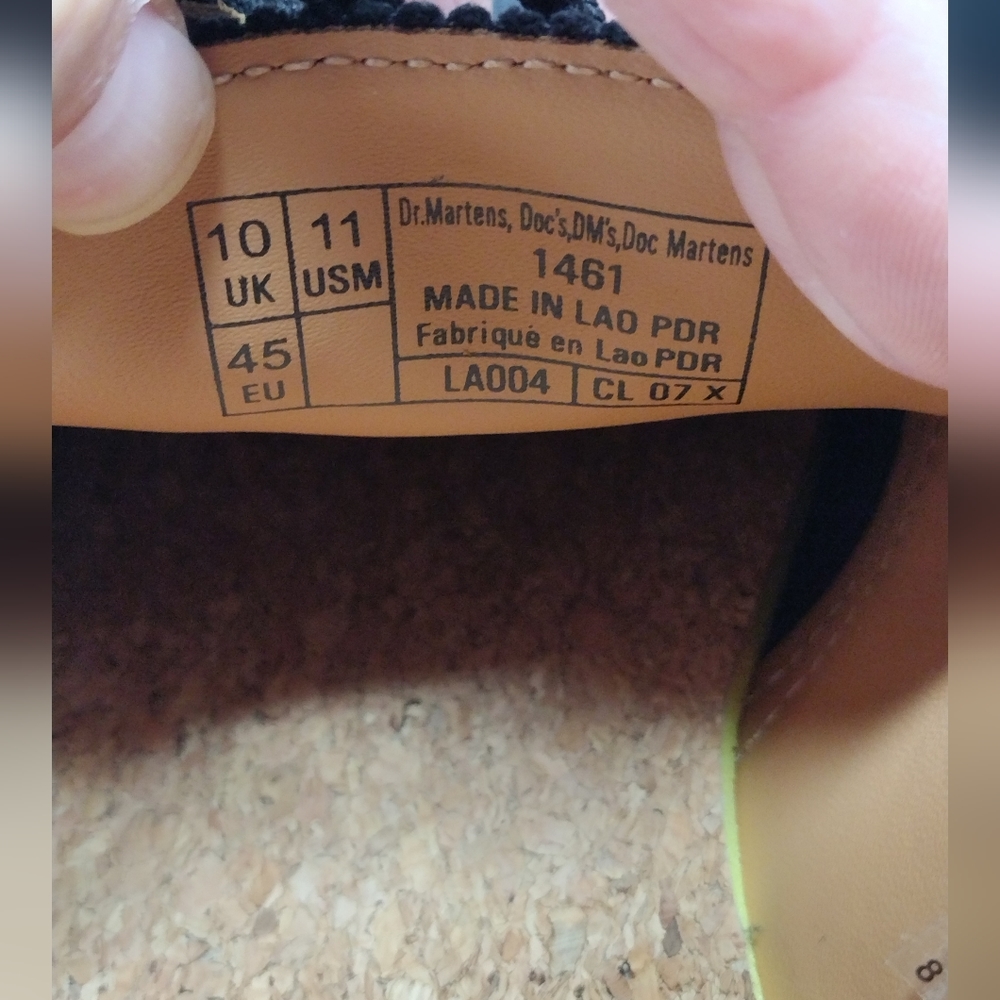 10
UK
11
USM
45
EU
Dr.Martens, Doc's,DM's,Doc Martens
1461
MADE IN LAO PDR
Fabriqué en Lao PDR
LA004
CL 07 X
8